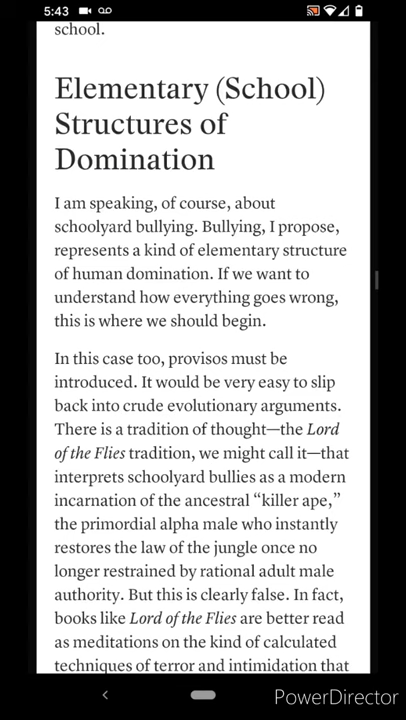 5:43
school.
Elementary (School)
Structures of
Domination
I am speaking, of course, about
schoolyard bullying. Bullying, I propose,
represents a kind of elementary structure
of human domination. If we want to
understand how everything goes wrong,
this is where we should begin.
In this case too, provisos must be
introduced. It would be very easy to slip
back into crude evolutionary arguments.
There is a tradition of thought—the Lord
of the Flies tradition, we might call it—that
interprets schoolyard bullies as a modern
incarnation of the ancestral “killer ape,”
the primordial alpha male who instantly
restores the law of the jungle once no
longer restrained by rational adult male
authority. But this is clearly false. In fact,
books like Lord of the Flies are better read
as meditations on the kind of calculated
techniques of terror and intimidation that
PowerDirector